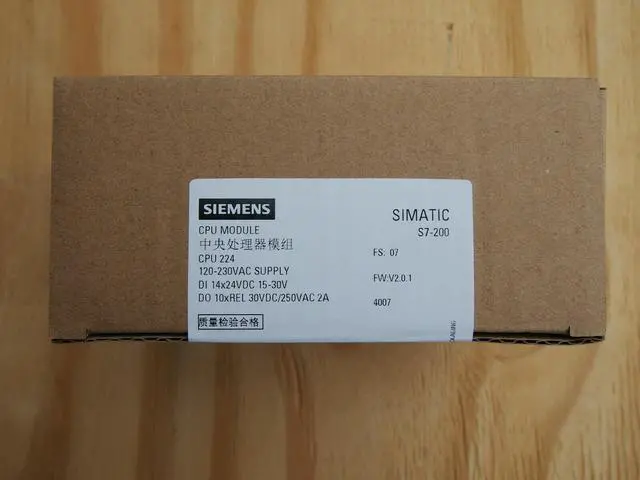 SIEMENS
SIMATIC
CPU MODULE
S7-200
中央处理器模组
CPU 224
FS: 07
120-230VAC SUPPLY
DI 14x24VDC 15-30V
FW:V2.0.1
DO 10xREL 30VDC/250VAC 2A
4007
质量检验合格